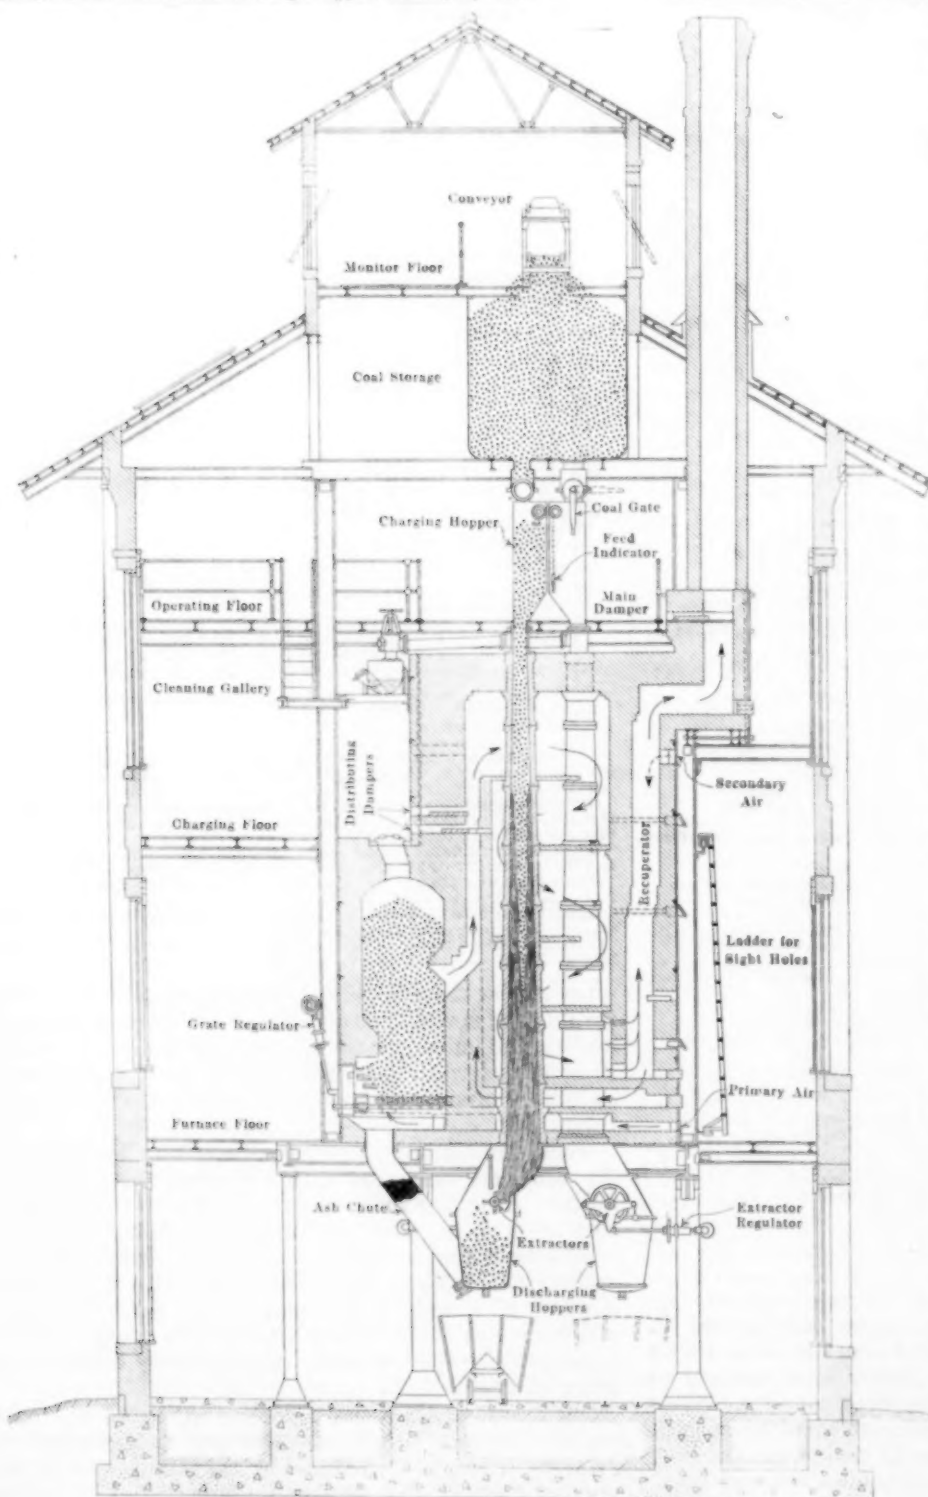 Conveyor
Monitor Floor
Coal Storage
Coal Gate
Charging Hopper
Feed
Indicator
Operating Floor
Main
Damper
Cleaning Gallery
Distributing
Dampers
Secondary
Air
Charging Floor
Recuperator
Ladder for
Sight Holes
Grate Regulator
Primary Air
Furnace Floor
Ash Chute
Extractor
Regulator
Extractors
Discharging
Hoppers